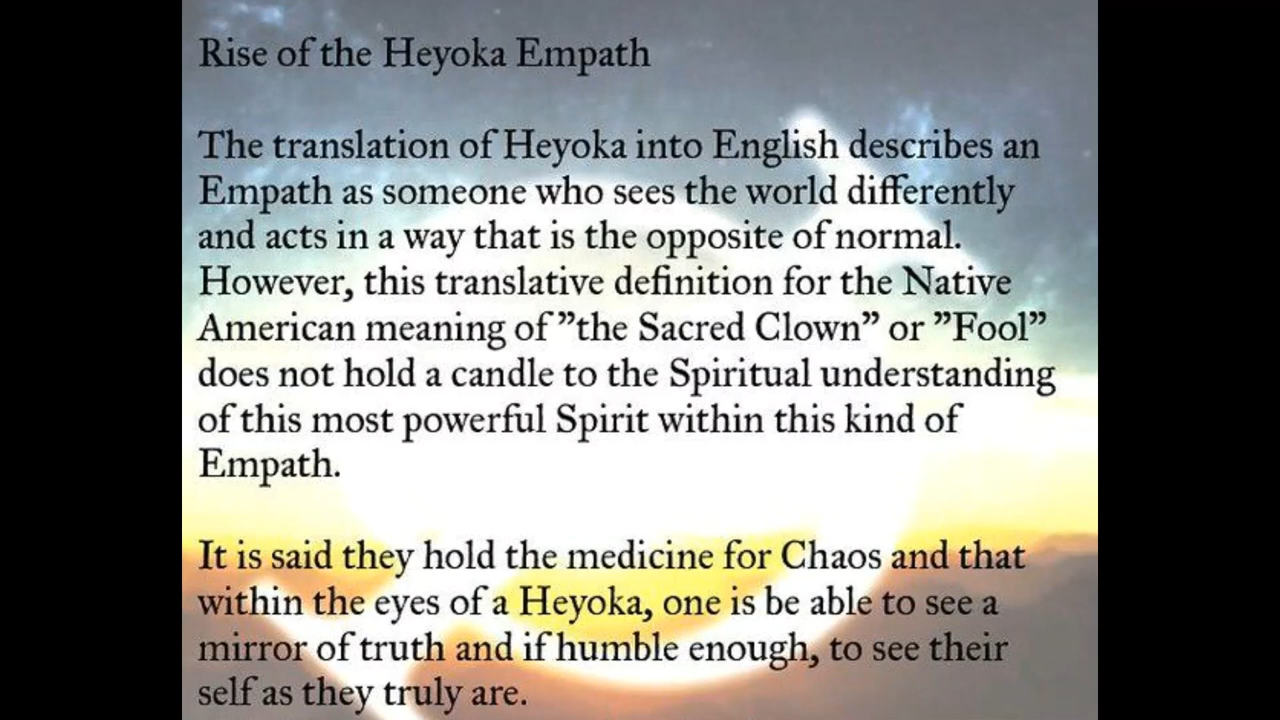 Rise of the Heyoka Empath
The translation of Heyoka into English describes an
Empath as someone who sees the world differently
and acts in a way that is the opposite of normal.
However, this translative definition for the Native
American meaning of ”the Sacred Clown” or ”Fool”
does not hold a candle to the Spiritual understanding
of this most powerful Spirit within this kind of
Empath.
It is said they hold the medicine for Chaos and that
within the eyes of a Heyoka, one is be able to see a
mirror of truth and if humble enough, to see their
self as they truly are.